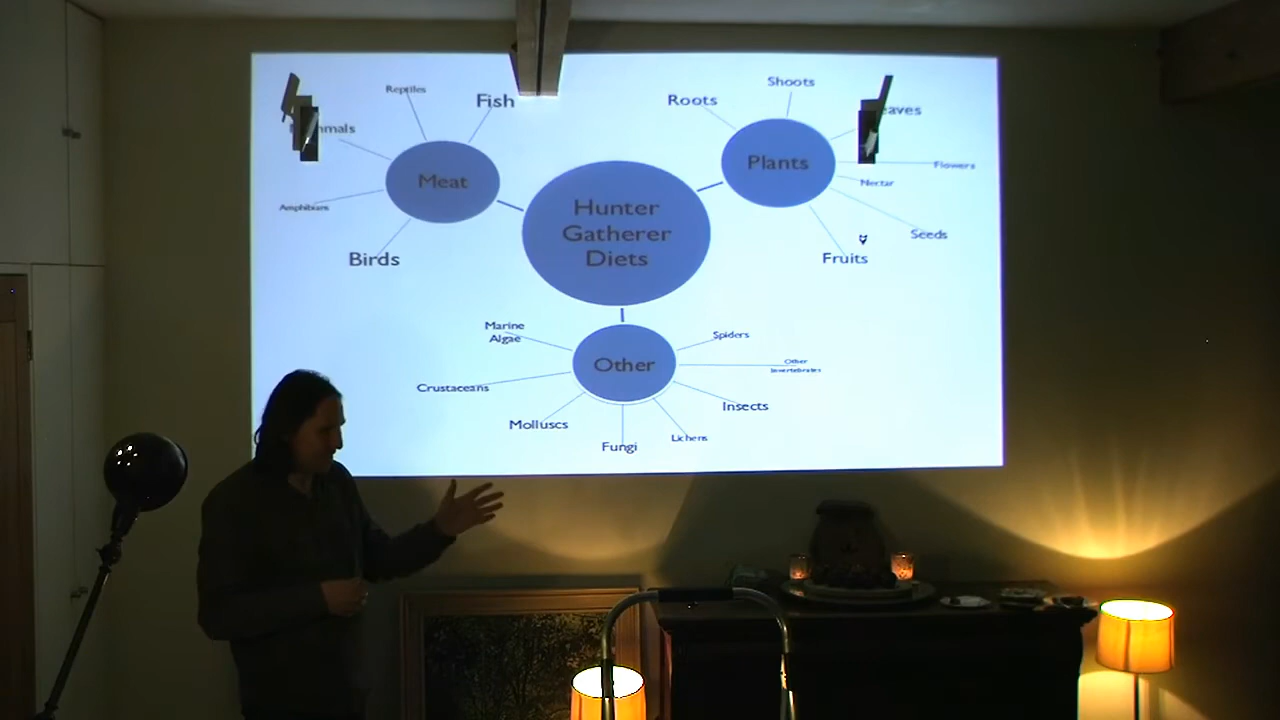 Reptiles
Fish
mmals
Amphibians
Birds
Meat
Hunter
Gatherer
Diets
Roots
Shoots
eaves
Plants
Flowers
Nectar
Seeds
Fruits
Marine
Algae
Crustaceans
Molluscs
Fungi
Lichens
Insects
Other
Invertebrates
Spiders
Other